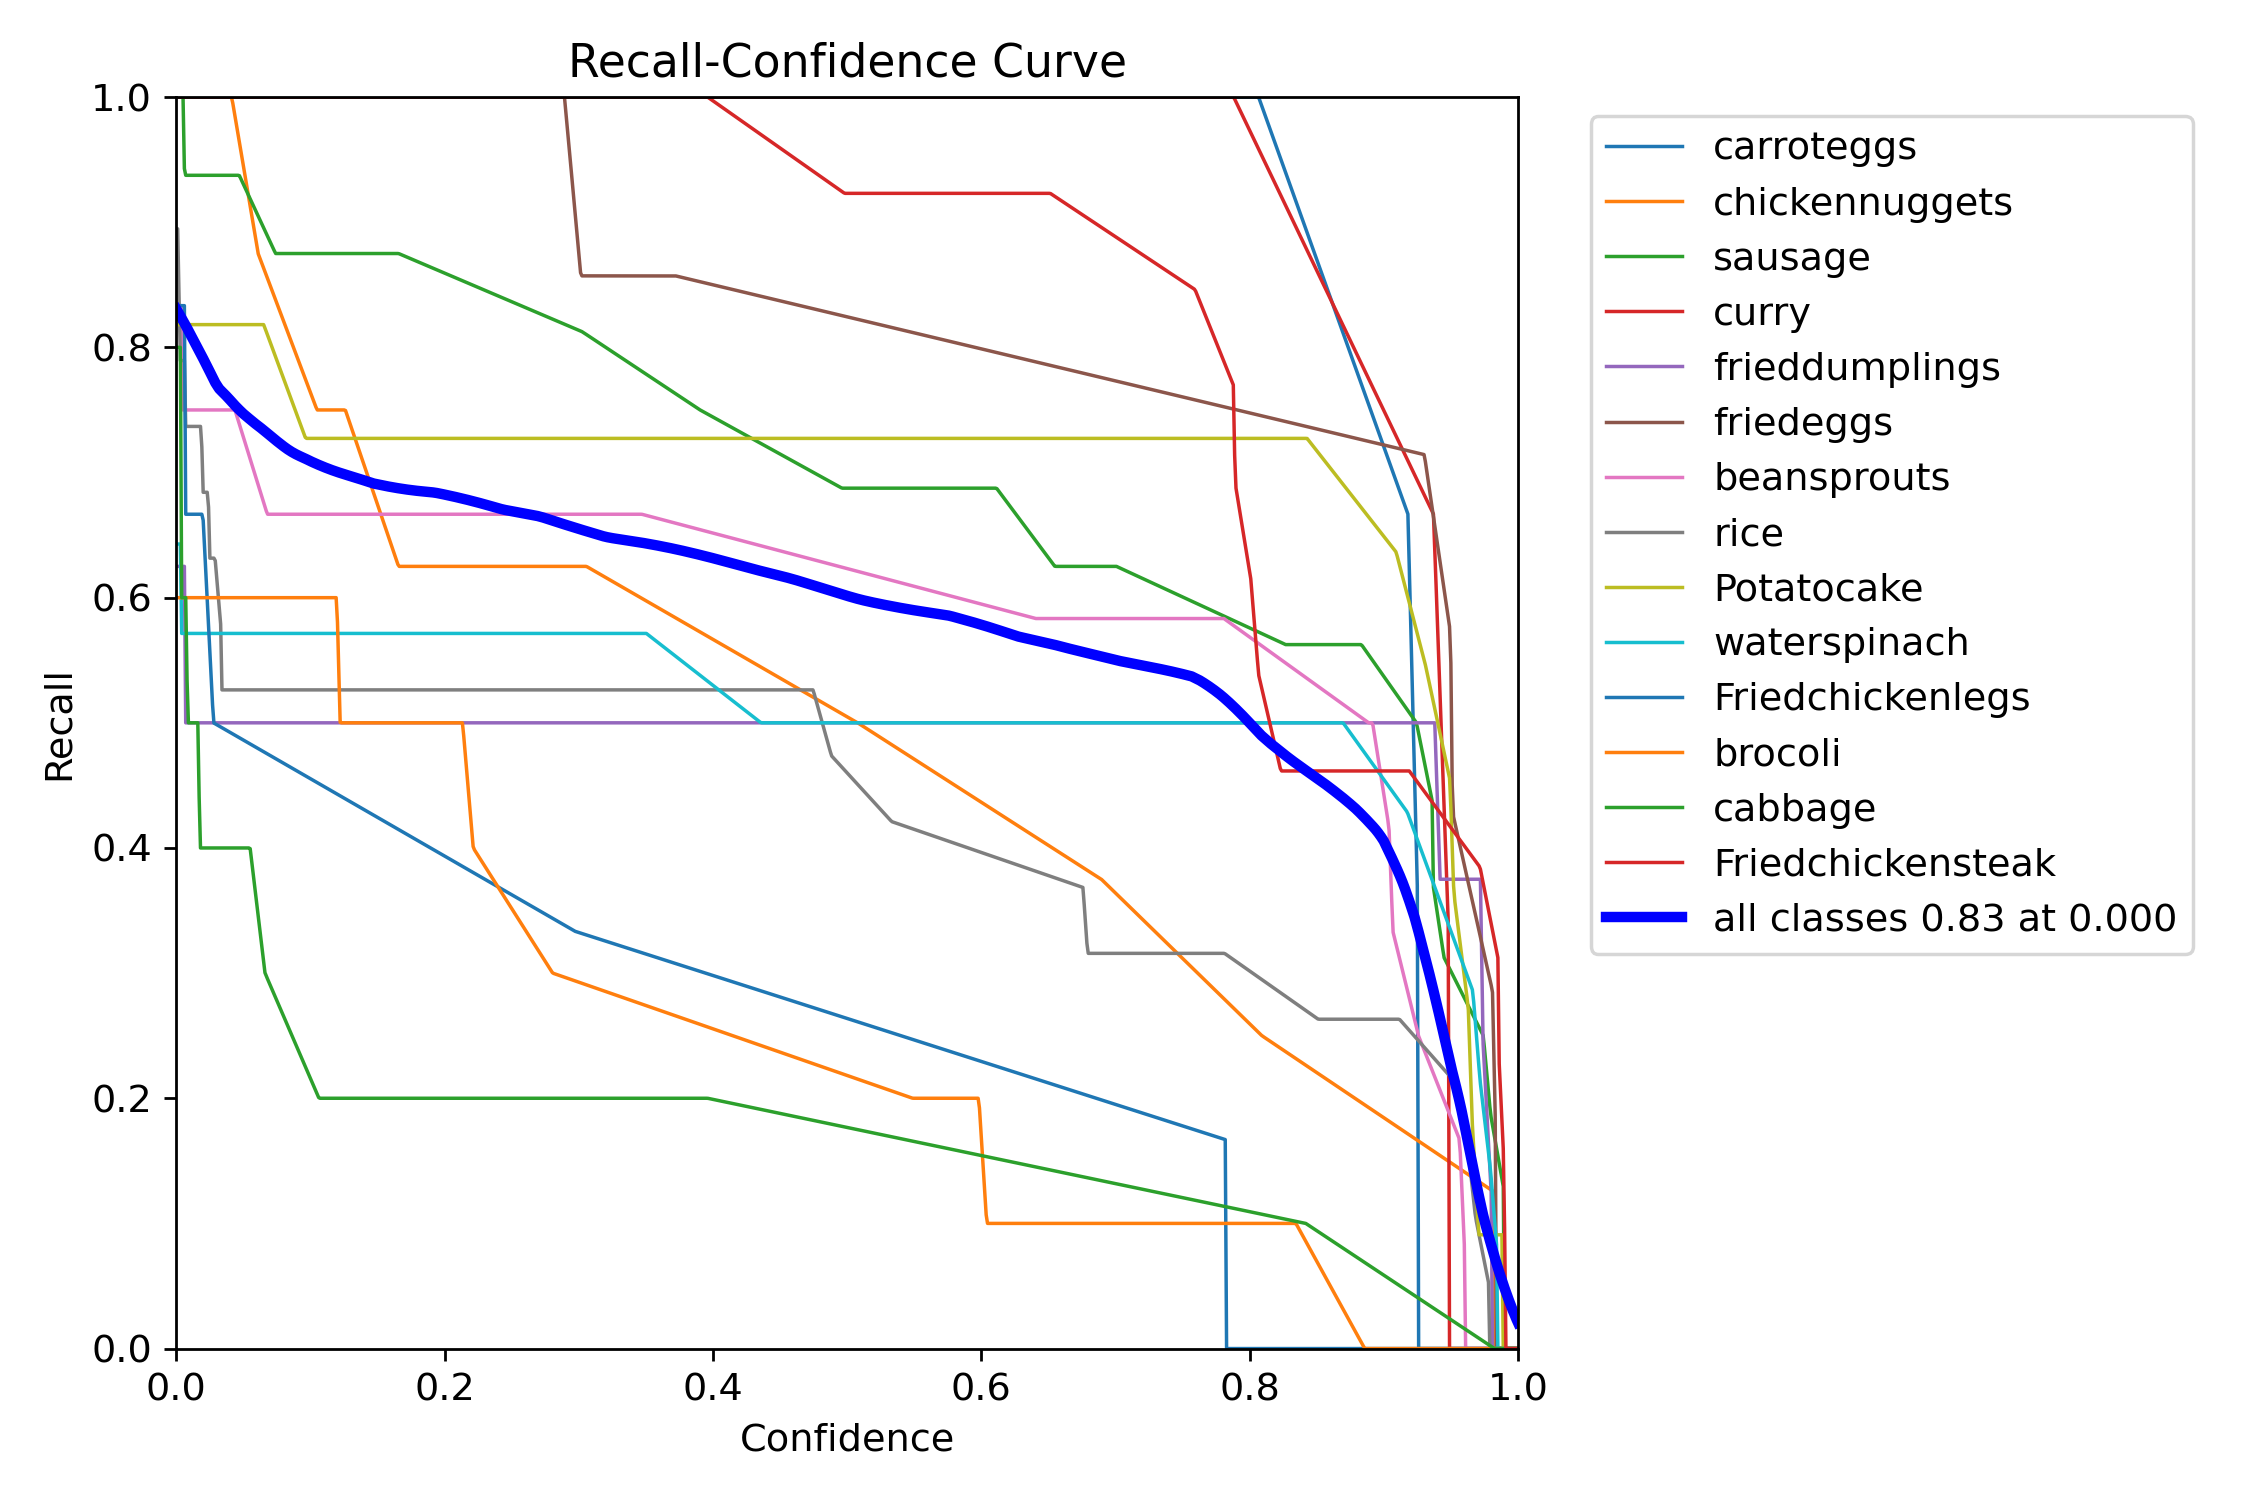 Recall-Confidence Curve
1.0
0.8
0.6
0.4
0.2
0.0
Recall
0.0 0.2 0.4 0.6 0.8 1.0
Confidence
carroteggs
chickennuggets
sausage
curry
frieddumplings
friedeggs
beansprouts
rice
Potatocake
waterspinach
Friedchickenlegs
brocoli
cabbage
Friedchickensteak
all classes 0.83 at 0.000